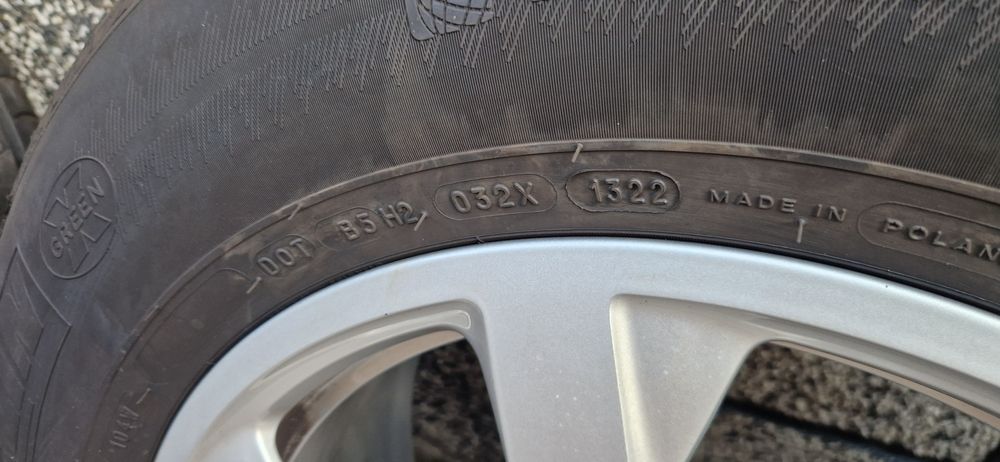 GREEN X
DOT B5H2 032X 1322 MADE IN POLAN